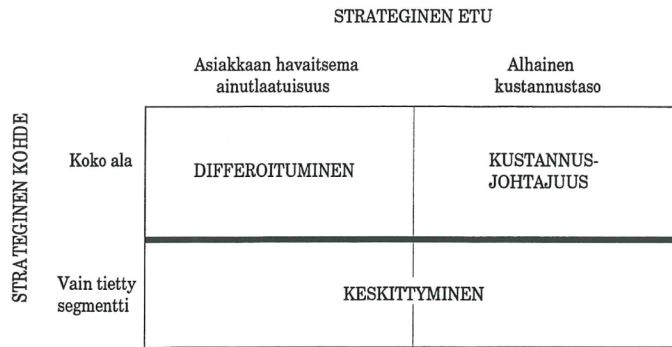 STRATEGINEN ETU
Asiakkaan havaitsema
ainutlaatuisuus
Alhainen
kustannustaso
STRATEGINEN KOHDE
Koko ala
DIFFEROITUMINEN
KUSTANNUS-
JOHTAJUUS
Vain tietty
segmentti
KESKITTYMINEN